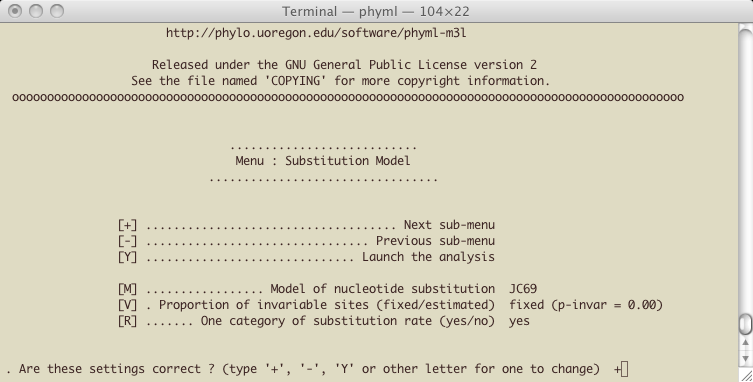 Terminal — phyml — 104×22
http://phylo.uoregon.edu/software/phyml-m3l
Released under the GNU General Public License version 2
See the file named 'COPYING' for more copyright information.
oooooooooooooooooooooooooooooooooooooooooooooooooooooooooooooooooooooooooooooooooooooooooooooooo
...........................
Menu : Substitution Model
.................................
[+] .................................... Next sub-menu
[-] ................................ Previous sub-menu
[Y] .............................. Launch the analysis
[M] ................. Model of nucleotide substitution JC69
[V] . Proportion of invariable sites (fixed/estimated) fixed (p-invar = 0.00)
[R] ....... One category of substitution rate (yes/no) yes
. Are these settings correct ? (type '+', '-', 'Y' or other letter for one to change) +